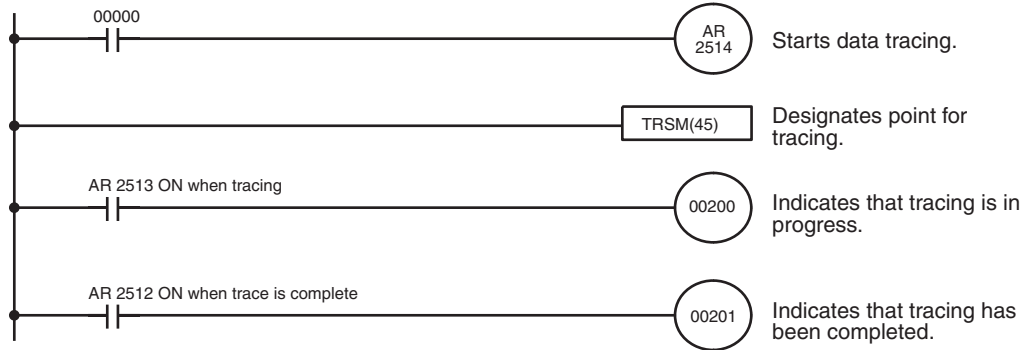 00000
AR
2514
Starts data tracing.
TRSM(45)
Designates point for
tracing.
AR 2513 ON when tracing
00200
Indicates that tracing is in
progress.
AR 2512 ON when trace is complete
00201
Indicates that tracing has
been completed.